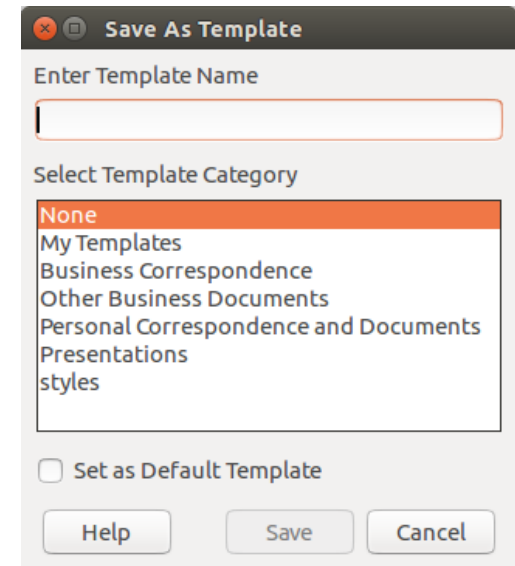 Save As Template
Enter Template Name
Select Template Category
None
My Templates
Business Correspondence
Other Business Documents
Personal Correspondence and Documents
Presentations
styles
Set as Default Template
Help Save Cancel